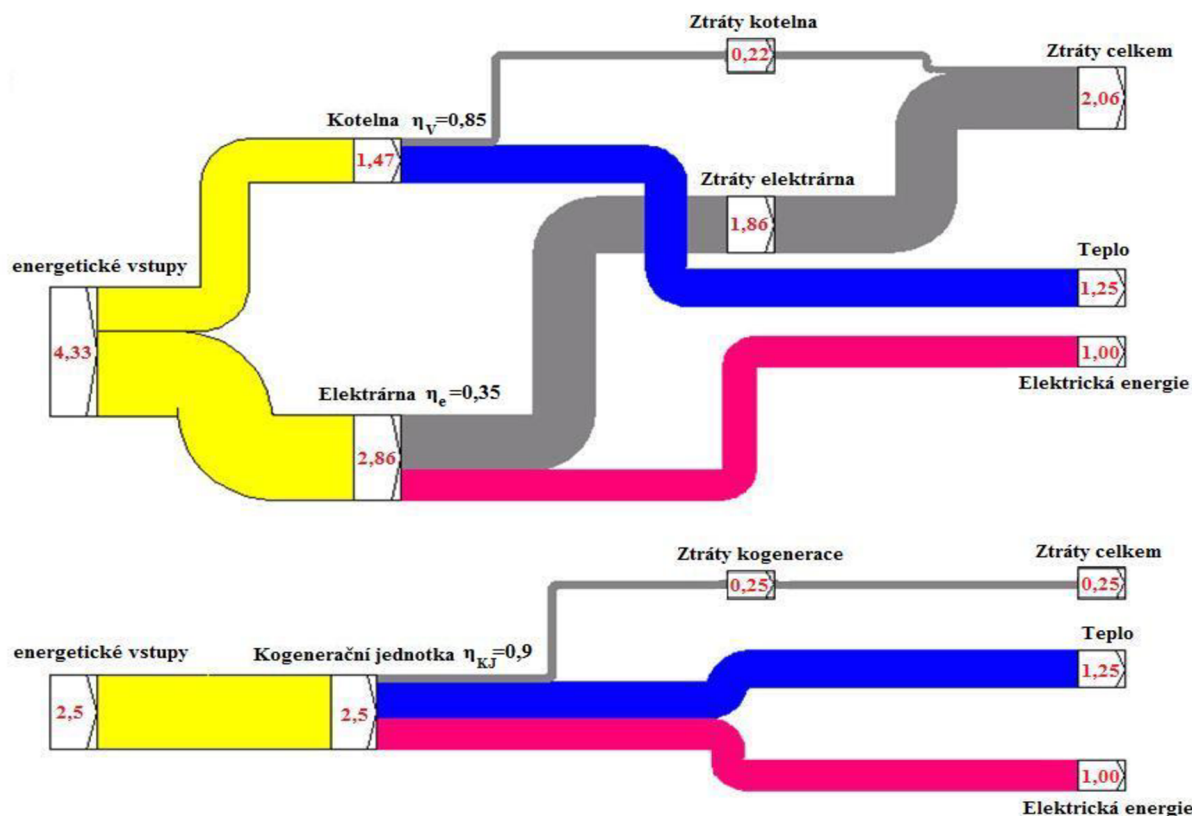 Ztráty kotelna
0,22
Ztráty celkem
2,06
Kotelna η_V=0,85
1,47
Ztráty elektrárna
1,86
energetické vstupy
4,33
Teplo
1,25
1,00
Elektrická energie
Elektrárna η_e=0,35
2,86
Ztráty kogenerace
0,25
Ztráty celkem
0,25
energetické vstupy
2,5
Kogenerační jednotka η_KJ=0,9
2,5
Teplo
1,25
1,00
Elektrická energie